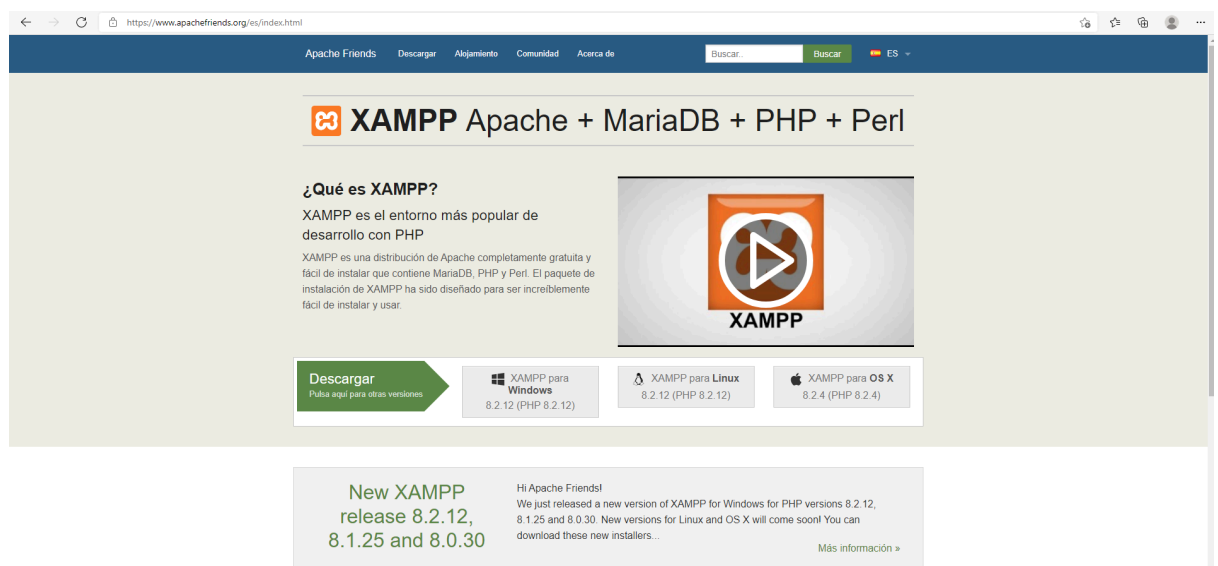 https://www.apachefriends.org/es/index.html
Apache Friends Descargar Alojamiento Comunidad Acerca de Buscar.. Buscar ES
XAMPP Apache + MariaDB + PHP + Perl
¿Qué es XAMPP?
XAMPP es el entorno más popular de
desarrollo con PHP
XAMPP es una distribución de Apache completamente gratuita y
fácil de instalar que contiene MariaDB, PHP y Perl. El paquete de
instalación de XAMPP ha sido diseñado para ser increíblemente
fácil de instalar y usar.
XAMPP
Descargar
Pulsa aquí para otras versiones
XAMPP para
Windows
8.2.12 (PHP 8.2.12)
XAMPP para Linux
8.2.12 (PHP 8.2.12)
XAMPP para OS X
8.2.4 (PHP 8.2.4)
New XAMPP
release 8.2.12,
8.1.25 and 8.0.30
Hi Apache Friends!
We just released a new version of XAMPP for Windows for PHP versions 8.2.12,
8.1.25 and 8.0.30. New versions for Linux and OS X will come soon! You can
download these new installers...
Más información »